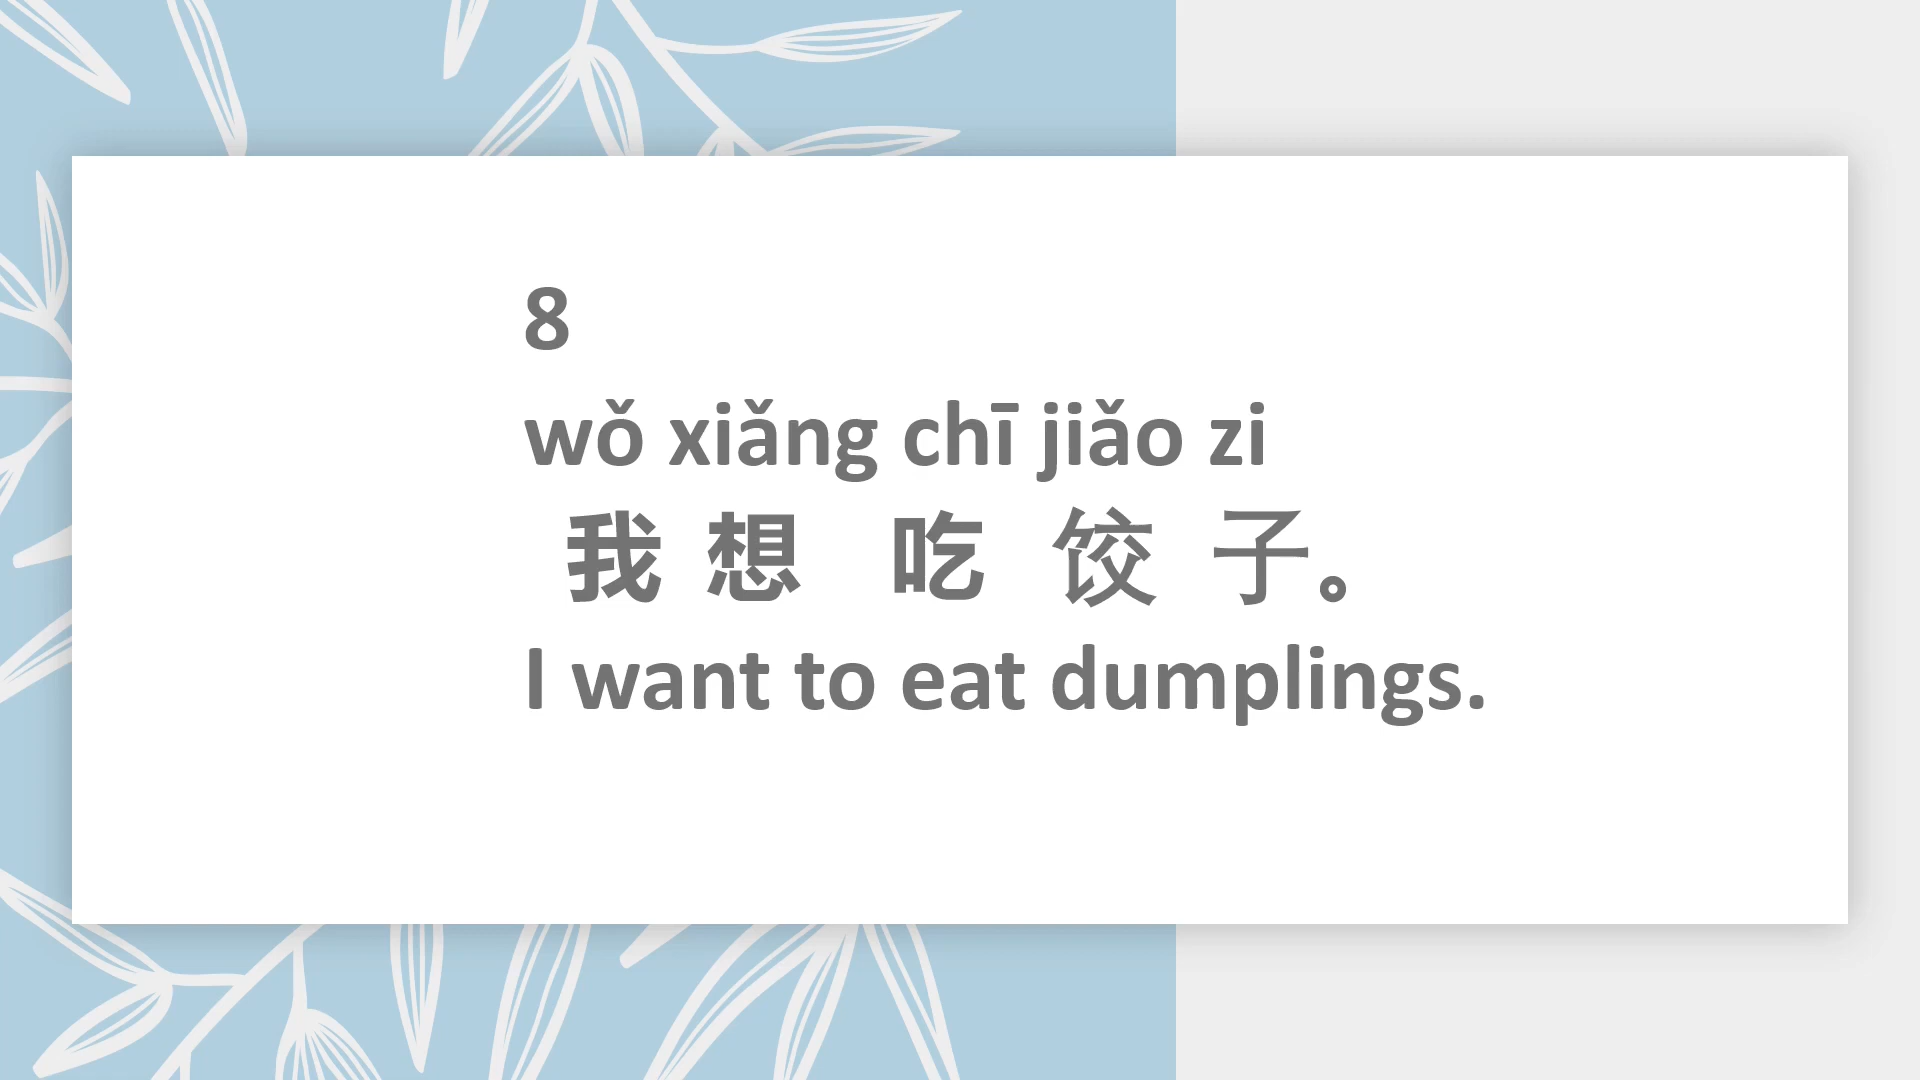 8
wǒ xiǎng chī jiǎo zi
我 想 吃 饺 子。
I want to eat dumplings.